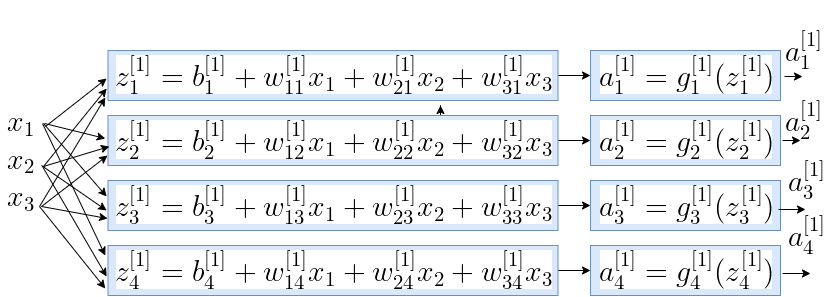 z_1^{[1]} = b_1^{[1]} + w_{11}^{[1]}x_1 + w_{21}^{[1]}x_2 + w_{31}^{[1]}x_3 a_1^{[1]} = g_1^{[1]}(z_1^{[1]}) a_1^{[1]}
x_1
z_2^{[1]} = b_2^{[1]} + w_{12}^{[1]}x_1 + w_{22}^{[1]}x_2 + w_{32}^{[1]}x_3 a_2^{[1]} = g_2^{[1]}(z_2^{[1]}) a_2^{[1]}
x_2
x_3
z_3^{[1]} = b_3^{[1]} + w_{13}^{[1]}x_1 + w_{23}^{[1]}x_2 + w_{33}^{[1]}x_3 a_3^{[1]} = g_3^{[1]}(z_3^{[1]}) a_3^{[1]}
z_4^{[1]} = b_4^{[1]} + w_{14}^{[1]}x_1 + w_{24}^{[1]}x_2 + w_{34}^{[1]}x_3 a_4^{[1]} = g_4^{[1]}(z_4^{[1]}) a_4^{[1]}